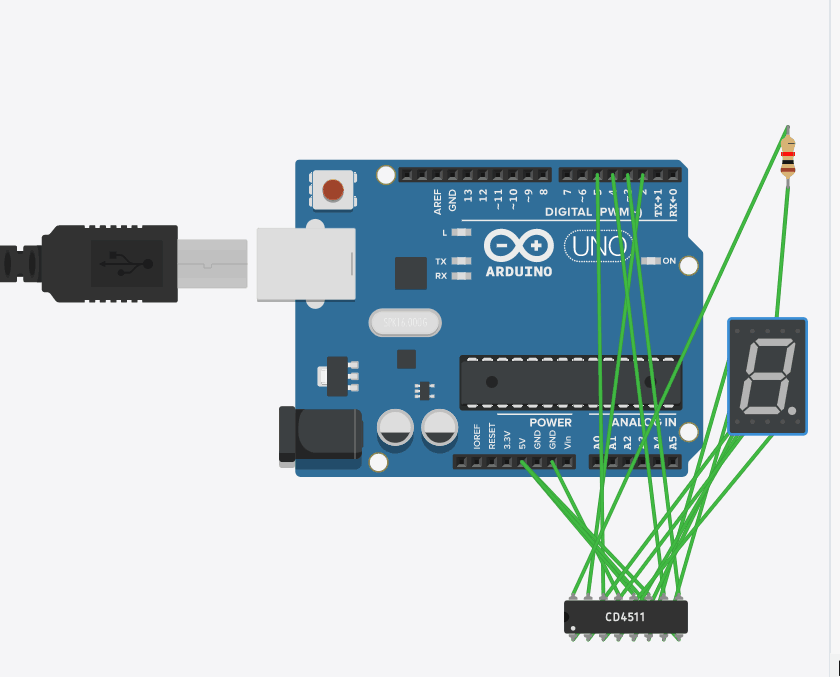 AREF
GND
13
12
~11
~10
~9
8
7
~6
5
4
~3
2
TX→1
RX←0
DIGITAL (PWM~)
L
TX
RX
ARDUINO
UNO
ON
POWER
ANALOG IN
IOREF
RESET
3.3V
5V
GND
GND
Vin
A0
A1
A2
A3
A4
A5
CD4511